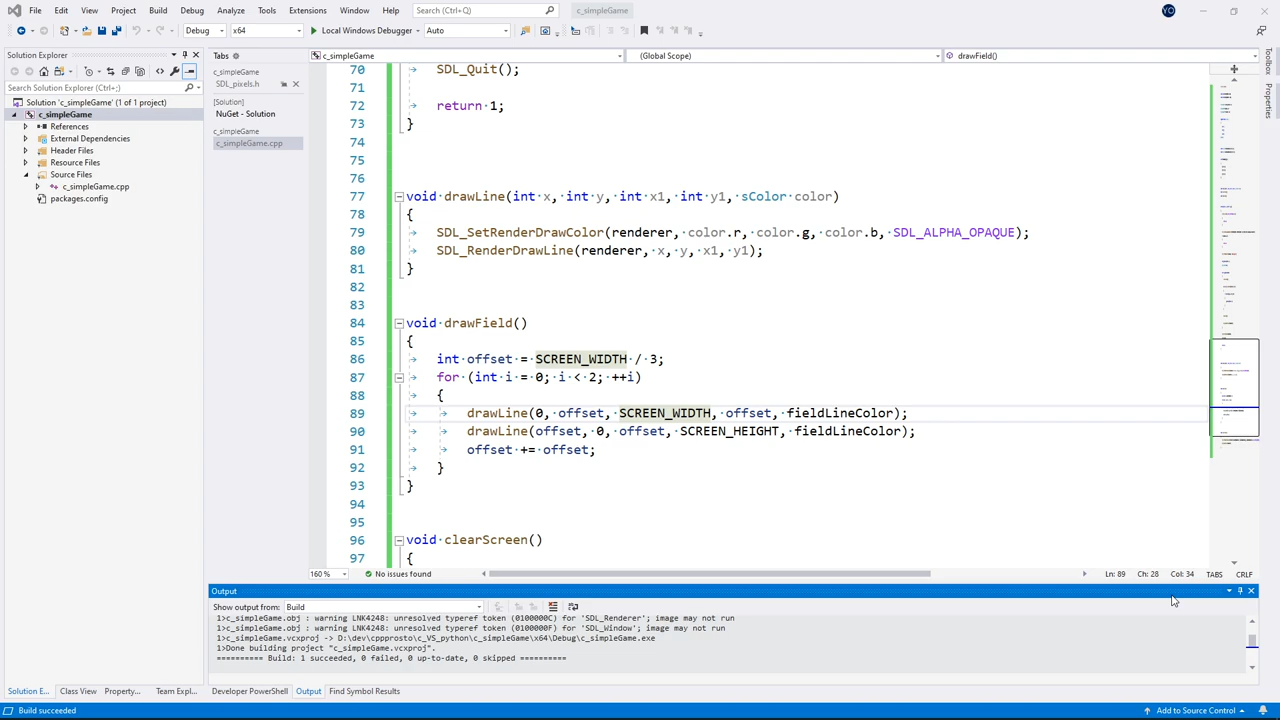 File Edit View Project Build Debug Analyze Tools Extensions Window Help Search (Ctrl+Q) c_simpleGame YO
Debug x64 Local Windows Debugger Auto
Solution Explorer
Search Solution Explorer (Ctrl+;)
Solution 'c_simpleGame' (1 of 1 project)
c_simpleGame
References
External Dependencies
Header Files
Resource Files
Source Files
c_simpleGame.cpp
packages.config
Tabs
c_simpleGame
SDL_pixels.h
[Solution]
NuGet - Solution
c_simpleGame
c_simpleGame.cpp
c_simpleGame (Global Scope) drawField()
70 SDL_Quit();
71
72 return 1;
73 }
74
77 void drawLine(int x, int y, int x1, int y1, sColor color)
78 {
79 SDL_SetRenderDrawColor(renderer, color.r, color.g, color.b, SDL_ALPHA_OPAQUE);
80 SDL_RenderDrawLine(renderer, x, y, x1, y1);
81 }
82
83
84 void drawField()
85 {
86 int offset = SCREEN_WIDTH / 3;
87 for (int i = 0; i < 2; ++i)
88 {
89 drawLine(0, offset, SCREEN_WIDTH, offset, fieldLineColor);
90 drawLine(offset, 0, offset, SCREEN_HEIGHT, fieldLineColor);
91 offset += offset;
92 }
93 }
94
95
96 void clearScreen()
97 {
160 % No issues found Ln: 89 Ch: 28 Col: 34 TABS CRLF
Output
Show output from: Build
1>c_simpleGame.obj : warning LNK4248: unresolved typeref token (0100000C) for 'SDL_Renderer'; image may not run
1>c_simpleGame.obj : warning LNK4248: unresolved typeref token (0100000F) for 'SDL_Window'; image may not run
1>c_simpleGame.vcxproj -> D:\dev\cppprosto\c_VS_python\c_simpleGame\x64\Debug\c_simpleGame.exe
1>Done building project "c_simpleGame.vcxproj".
========== Build: 1 succeeded, 0 failed, 0 up-to-date, 0 skipped ==========
Solution E... Class View Property... Team Expl... Developer PowerShell Output Find Symbol Results
Build succeeded Add to Source Control
Toolbox
Properties